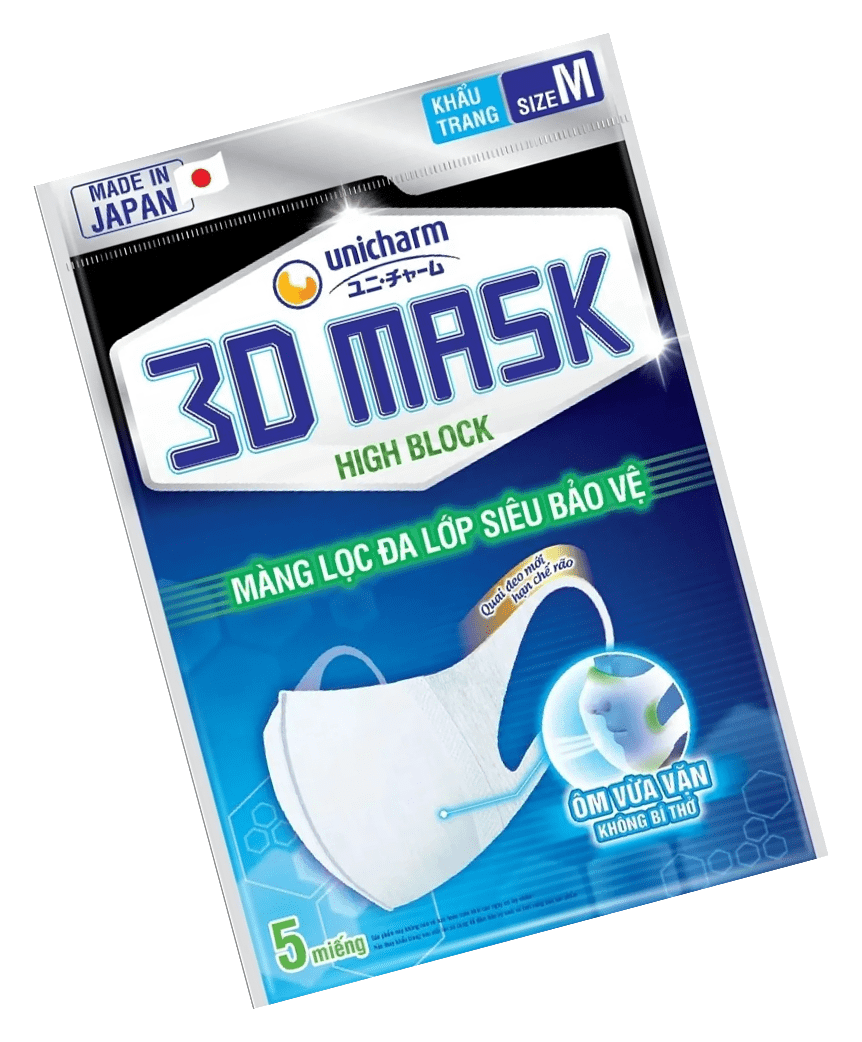 KHẨU
TRANG
SIZE M
MADE IN
JAPAN
unicharm
ユニ・チャーム
3D MASK
HIGH BLOCK
MÀNG LỌC ĐA LỚP SIÊU BẢO VỆ
Quai đeo mới
hạn chế rão
ÔM VỪA VẶN
KHÔNG BÍ THỞ
5 miếng